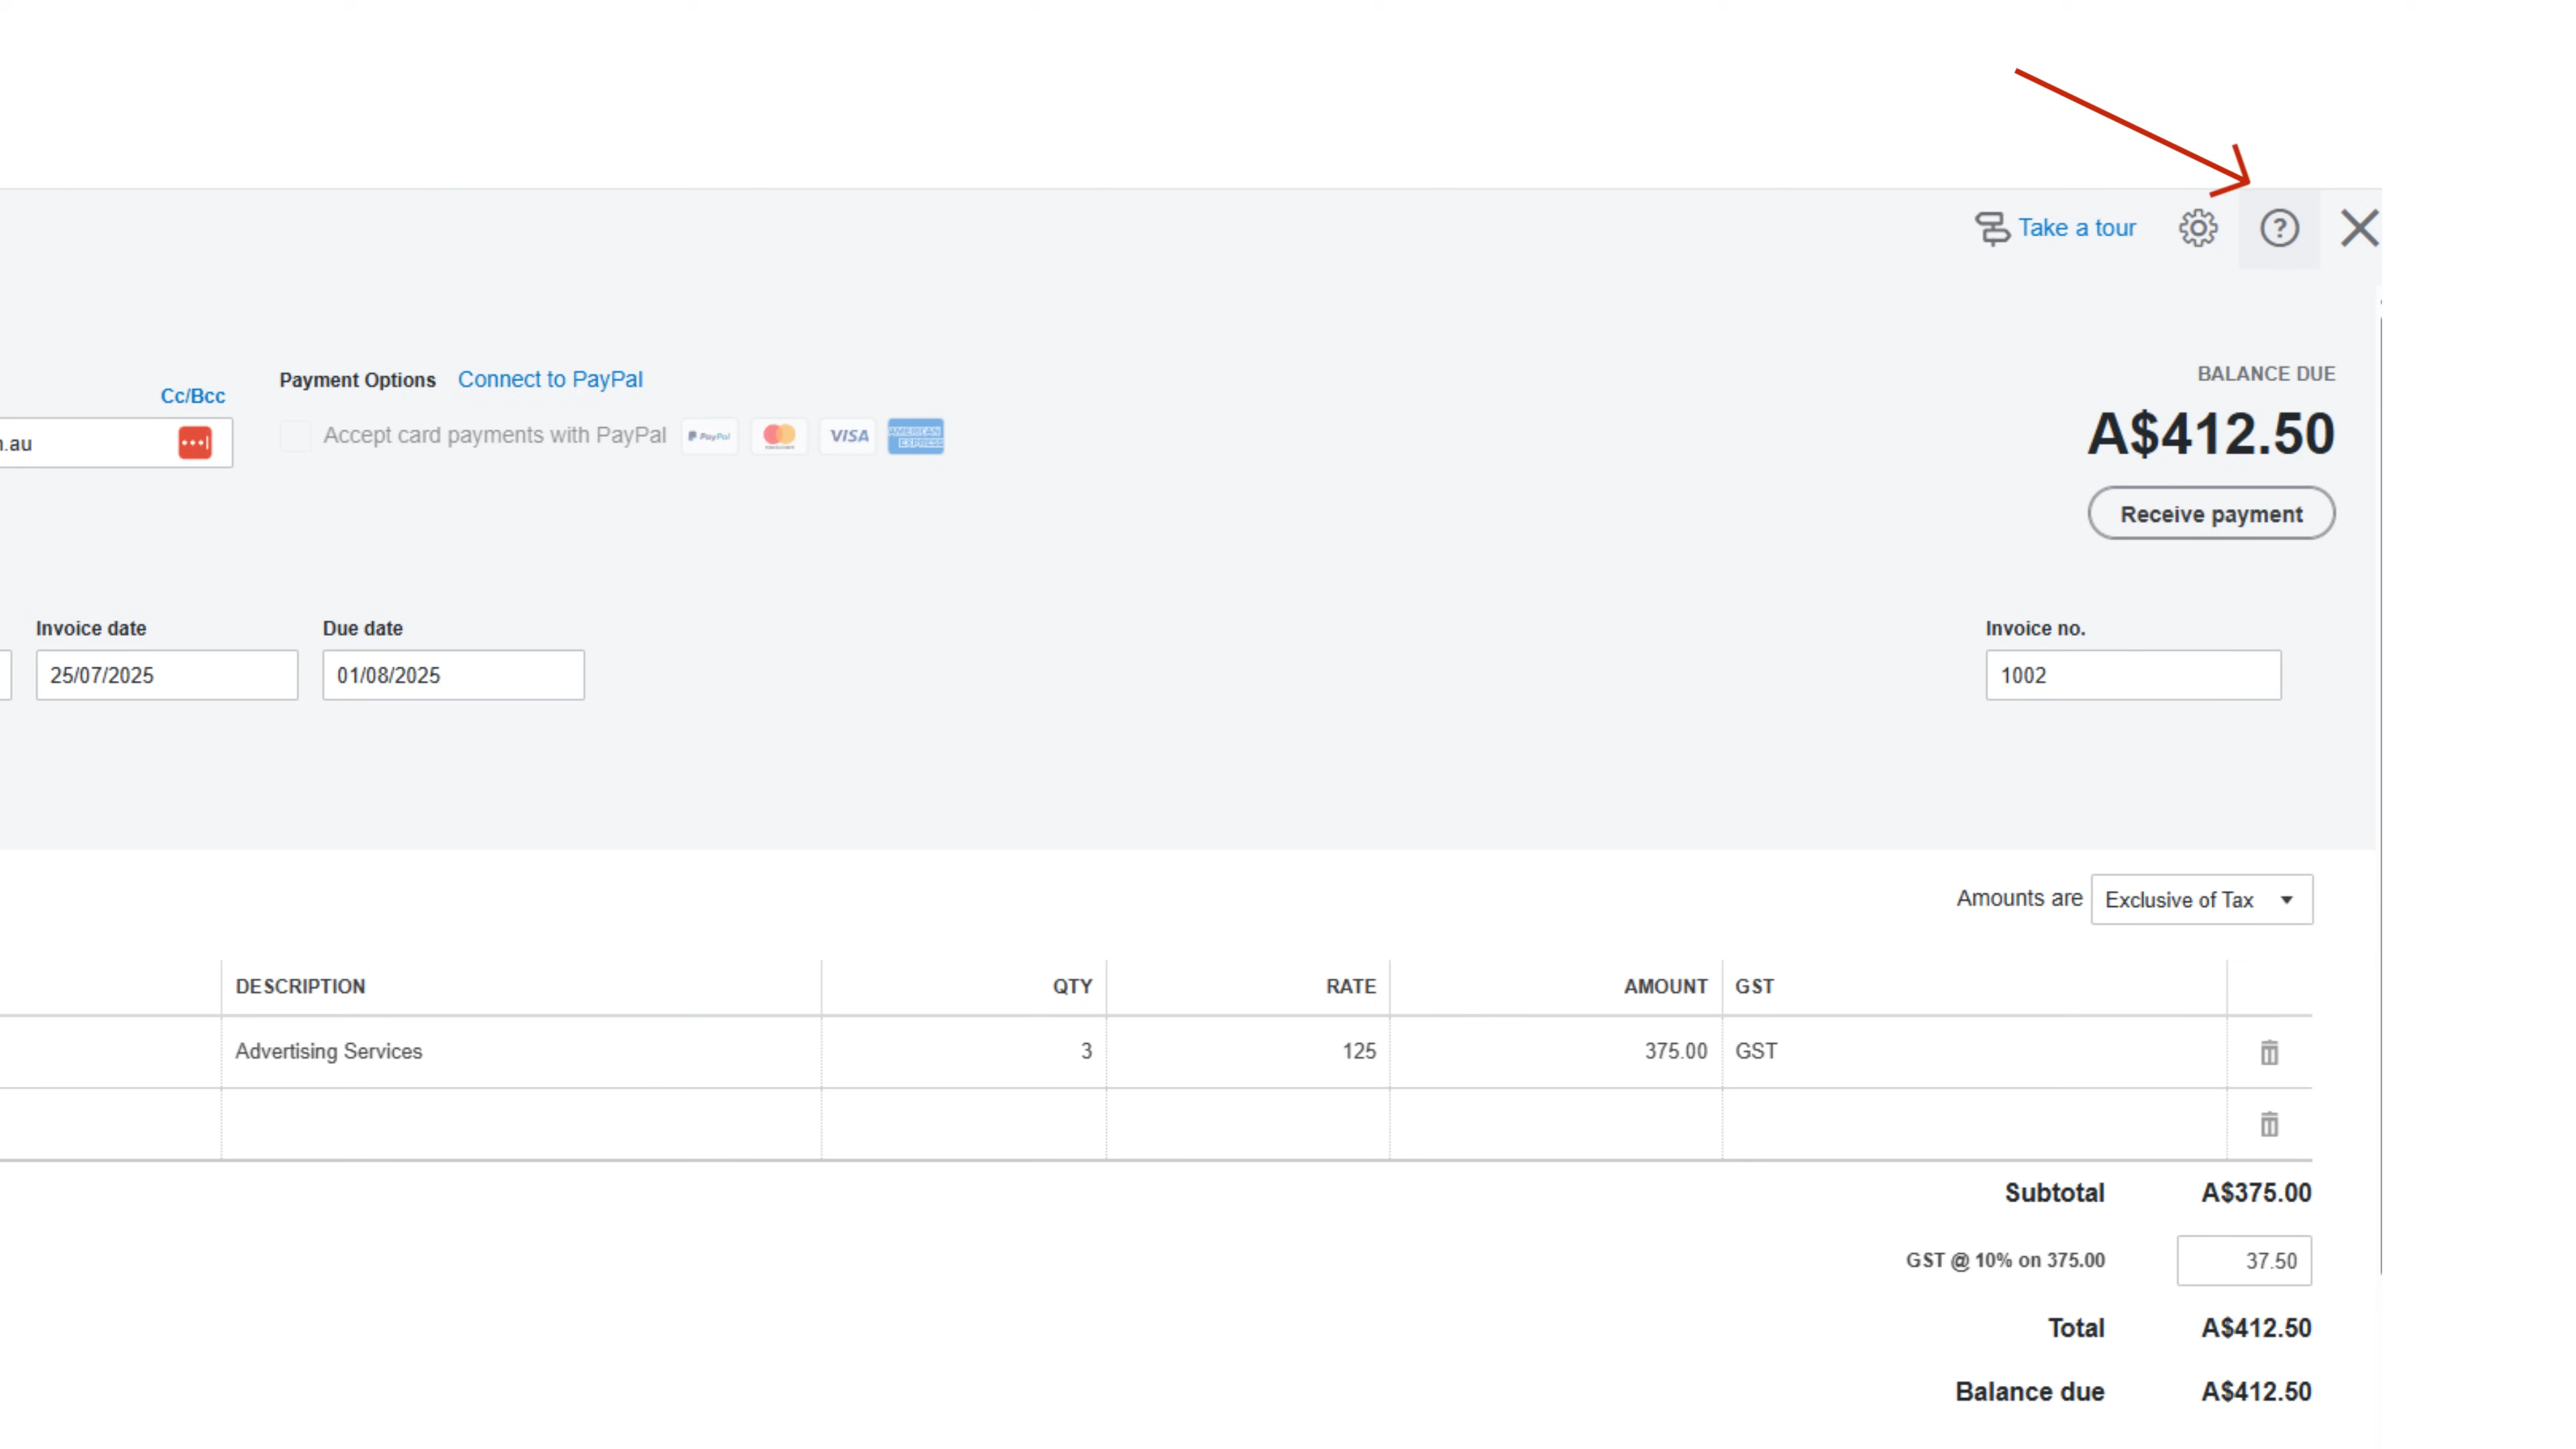 Take a tour
?
Payment Options Connect to PayPal
BALANCE DUE
Cc/Bcc
A$412.50
.au
Accept card payments with PayPal PayPal VISA AMERICAN EXPRESS
Receive payment
Invoice date Due date Invoice no.
25/07/2025 01/08/2025 1002
Amounts are Exclusive of Tax
DESCRIPTION QTY RATE AMOUNT GST
Advertising Services 3 125 375.00 GST
Subtotal A$375.00
GST @ 10% on 375.00 37.50
Total A$412.50
Balance due A$412.50